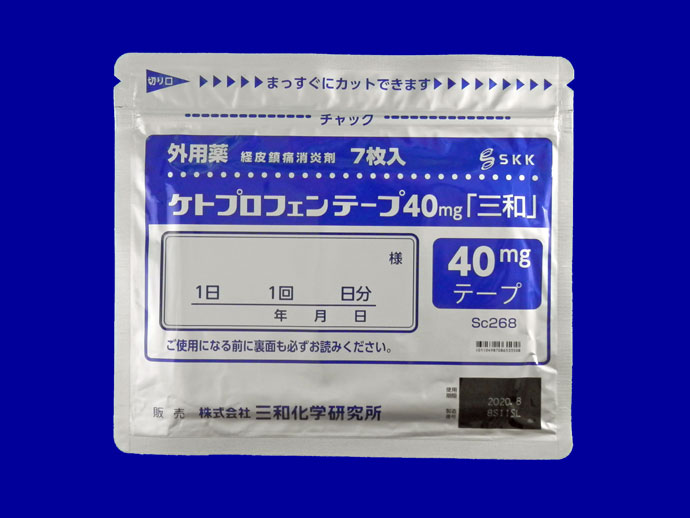 切り口 まっすぐにカットできます
チャック
外用薬 経皮鎮痛消炎剤 7枚入 SKK
ケトプロフェンテープ40mg「三和」
様
40mg
テープ
1日 1回 日分
年 月 日
Sc268
ご使用になる前に裏面も必ずお読みください。
使用期限 2020.8
製造番号 BS11SL
販売 株式会社 三和化学研究所